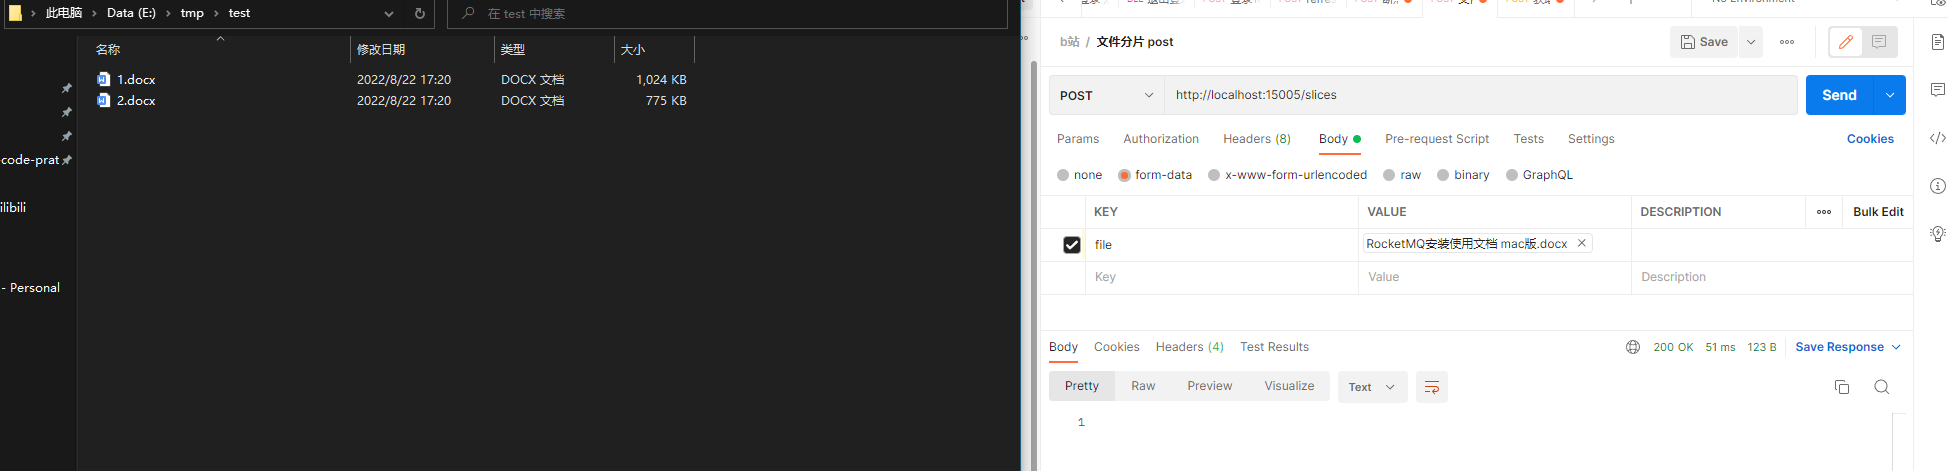 此电脑 › Data (E:) › tmp › test
在 test 中搜索
名称 修改日期 类型 大小
1.docx 2022/8/22 17:20 DOCX 文档 1,024 KB
2.docx 2022/8/22 17:20 DOCX 文档 775 KB
code-prat
ilibili
- Personal
b站 / 文件分片 post
Save
POST http://localhost:15005/slices Send
Params Authorization Headers (8) Body Pre-request Script Tests Settings Cookies
none form-data x-www-form-urlencoded raw binary GraphQL
KEY VALUE DESCRIPTION Bulk Edit
file RocketMQ安装使用文档 mac版.docx
Key Value Description
Body Cookies Headers (4) Test Results 200 OK 51 ms 123 B Save Response
Pretty Raw Preview Visualize Text
1